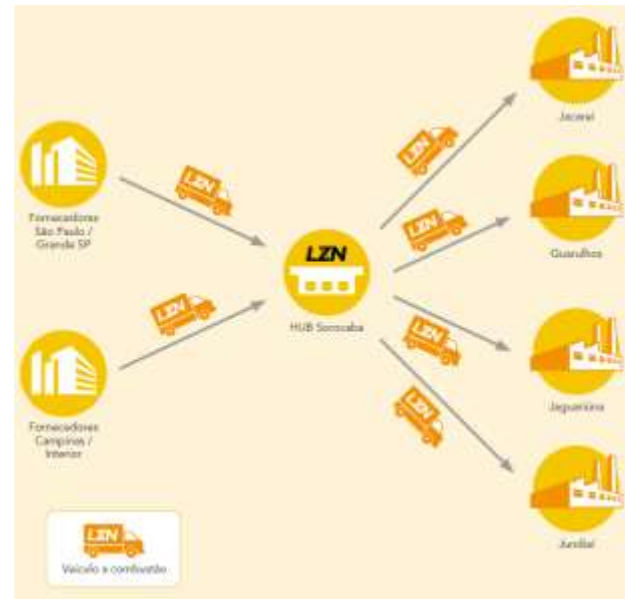 Jacareí
LZN
LZN
Fornecedores
São Paulo /
Grande SP
LZN
Guarulhos
LZN
HUB Sorocaba
LZN
LZN
Fornecedores
Campinas /
Interior
Jaguariúna
LZN
Jundiaí
LZN
Veículo a combustão